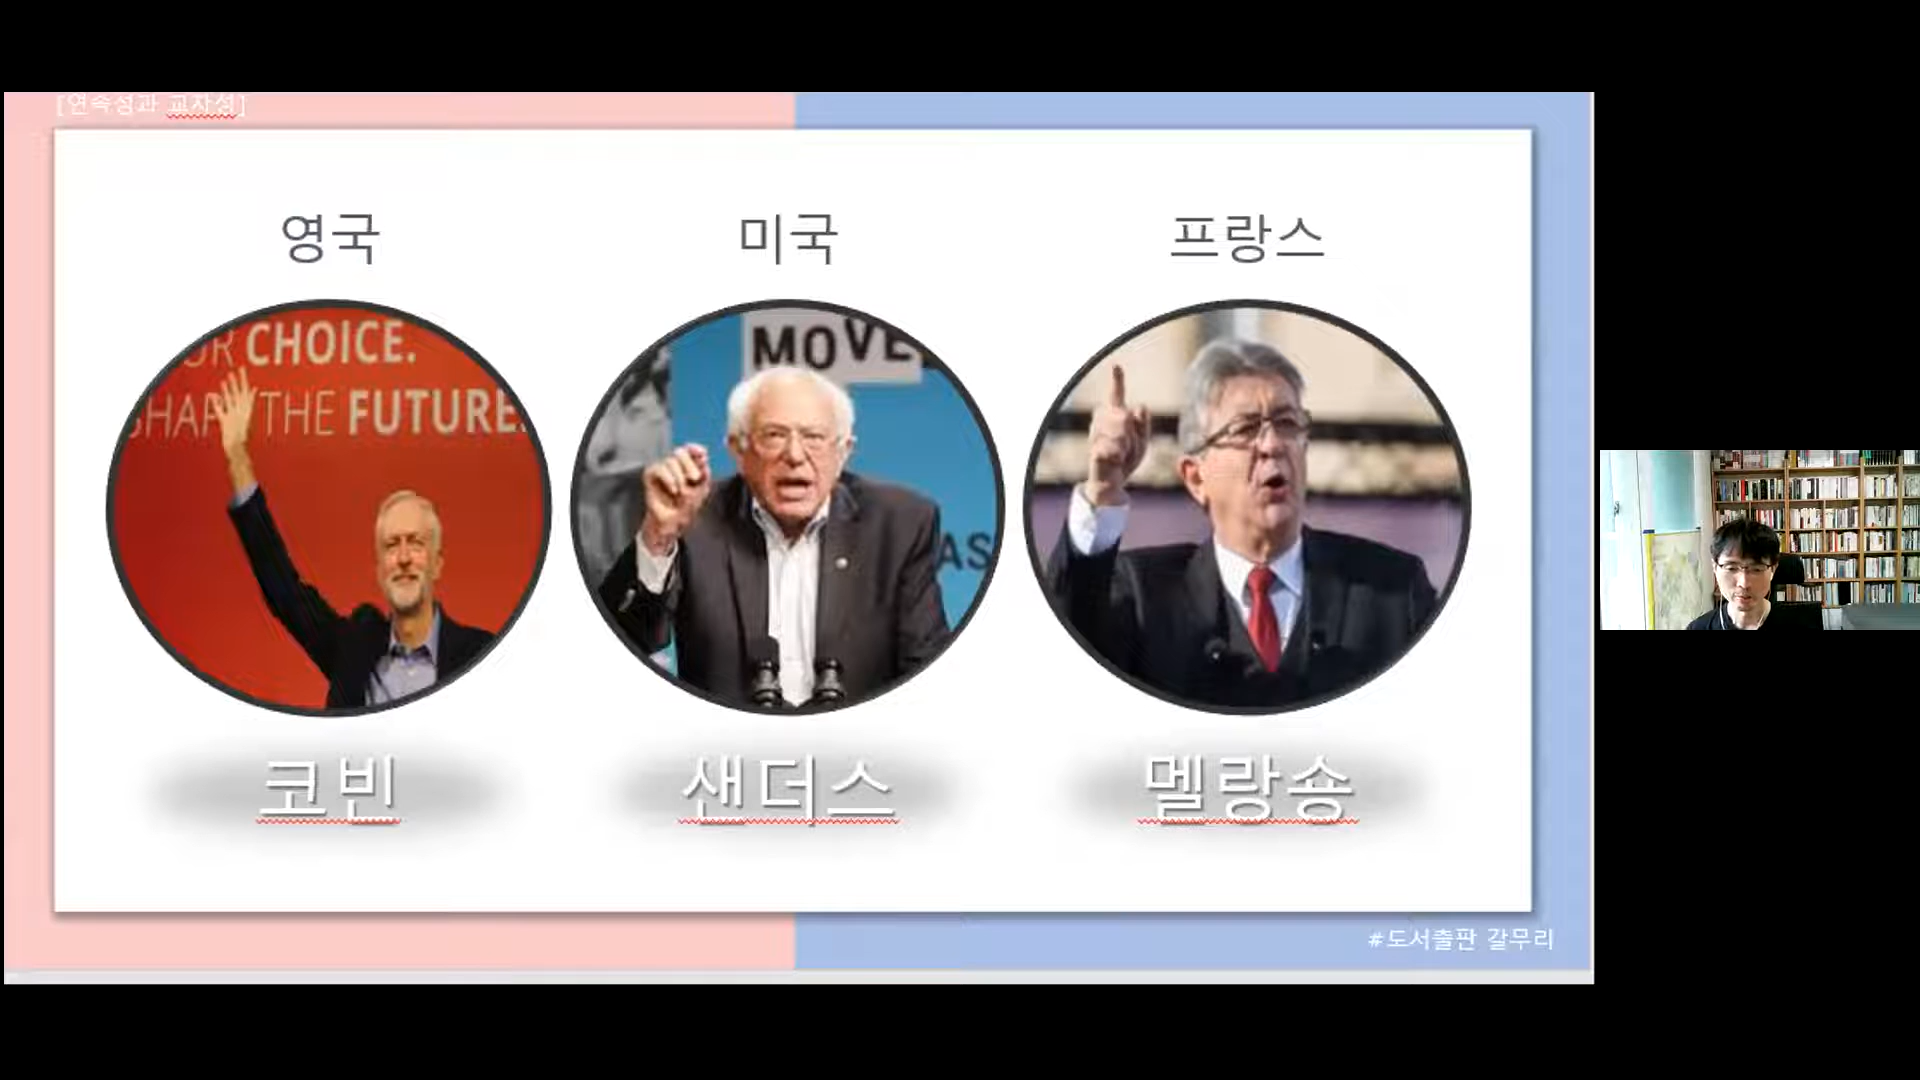 [연속성과 교차성]
영국
미국
프랑스
CHOICE.
THE FUTURE.
MOVE
AS
코빈
샌더스
멜랑숑
#도서출판 갈무리